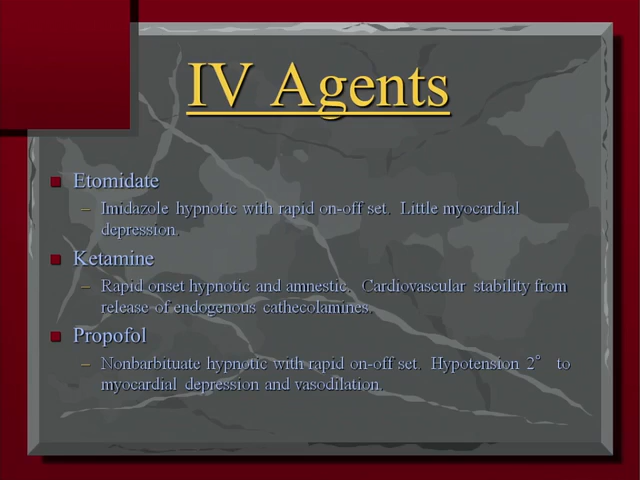 IV Agents
Etomidate
– Imidazole hypnotic with rapid on-off set. Little myocardial
depression.
Ketamine
– Rapid onset hypnotic and amnestic. Cardiovascular stability from
release of endogenous cathecolamines.
Propofol
– Nonbarbituate hypnotic with rapid on-off set. Hypotension 2° to
myocardial depression and vasodilation.